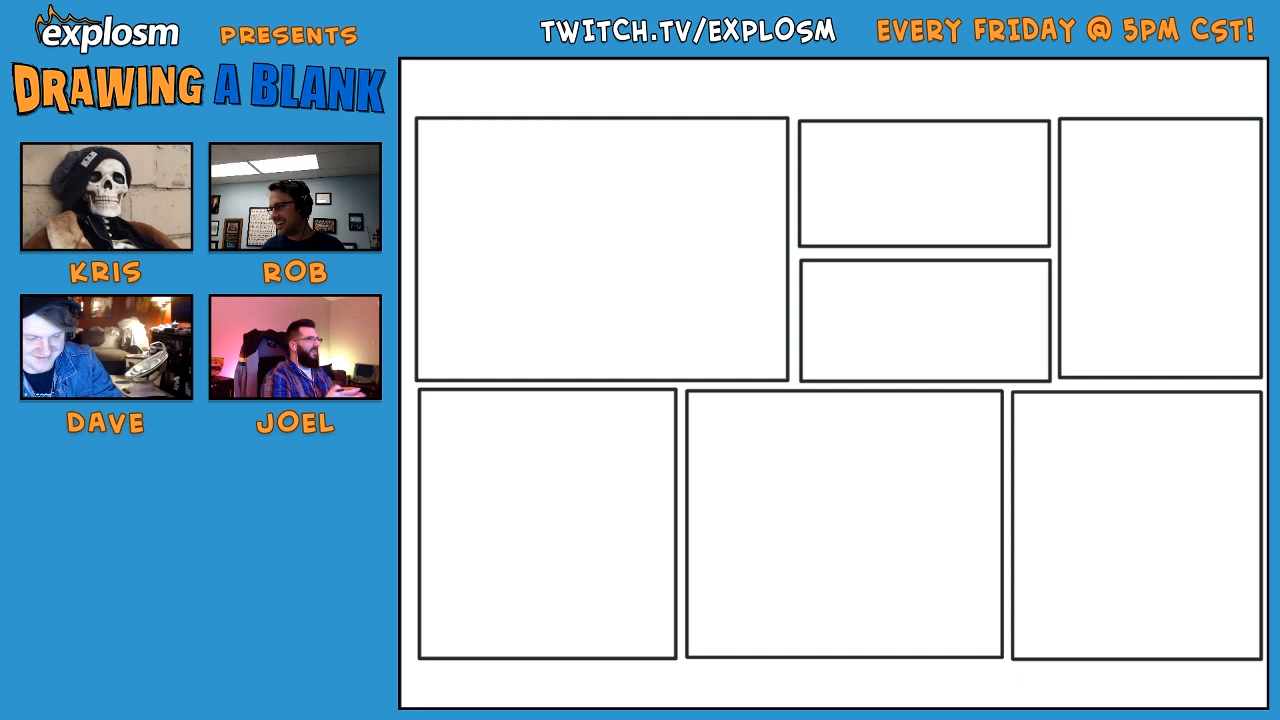 explosm PRESENTS
DRAWING A BLANK
TWITCH.TV/EXPLOSM
EVERY FRIDAY @ 5PM CST!
KRIS
ROB
DAVE
JOEL